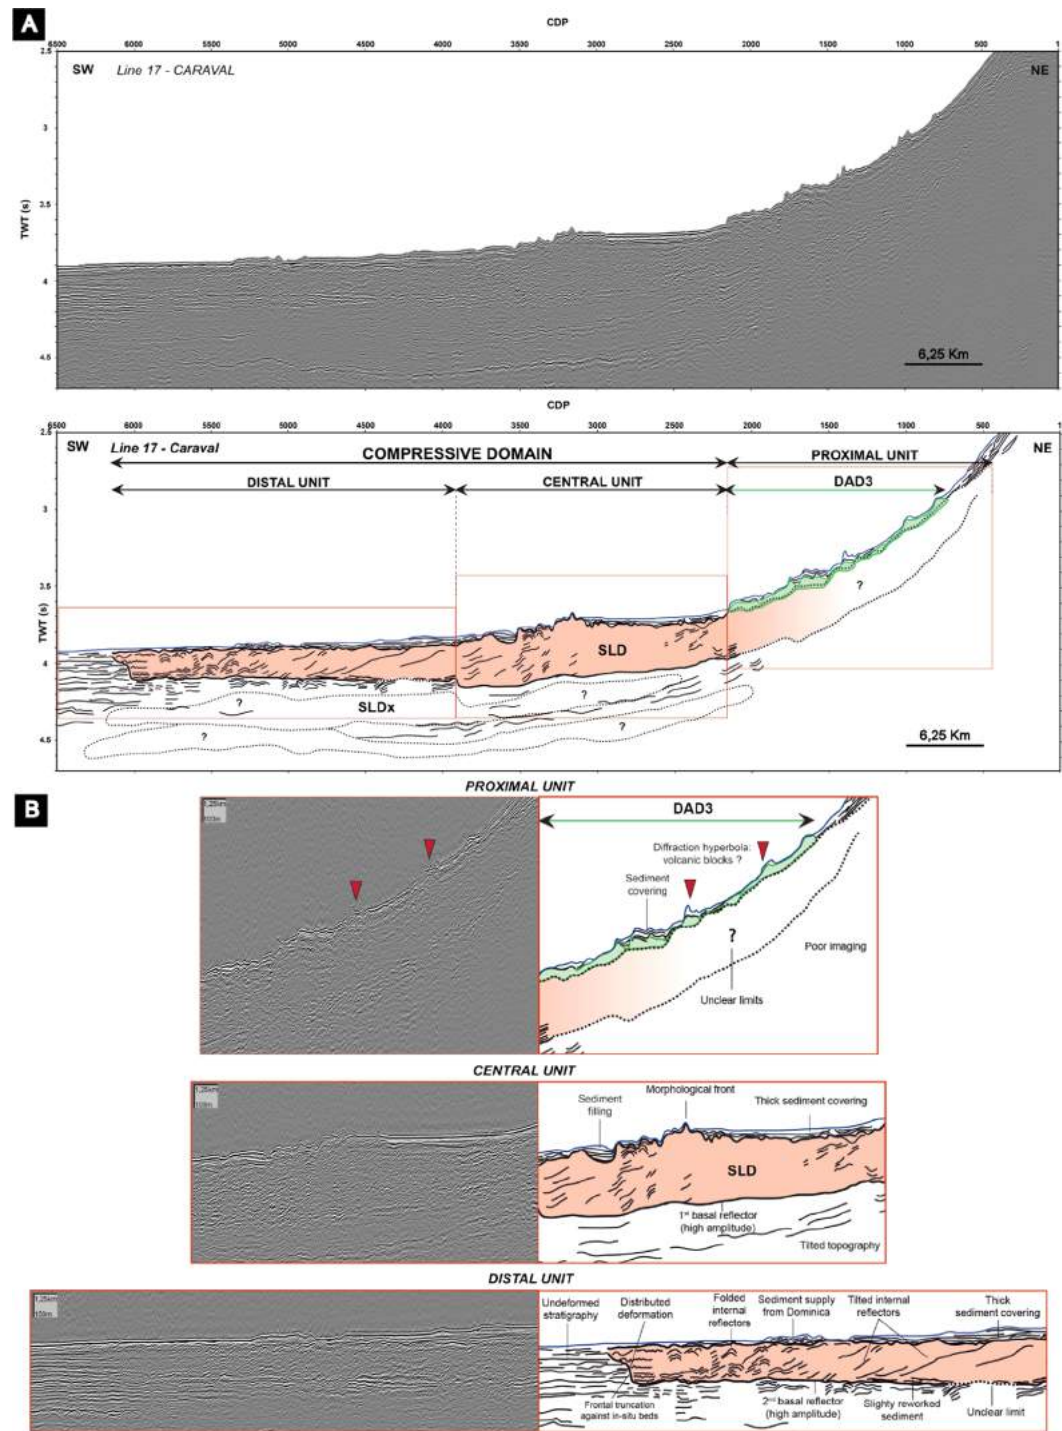 A
CDP
6500 6000 5500 5000 4500 4000 3500 3000 2500 2000 1500 1000 500 1
2.5
SW Line 17 - CARAVAL NE
3
3.5
TWT (s)
4
4.5
6,25 Km
CDP
6500 6000 5500 5000 4500 4000 3500 3000 2500 2000 1500 1000 500 1
2.5
SW Line 17 - Caraval NE
COMPRESSIVE DOMAIN PROXIMAL UNIT
DISTAL UNIT CENTRAL UNIT DAD3
3
3.5
?
TWT (s)
SLD
4
? ?
SLDx
? ?
4.5
6,25 Km
B
PROXIMAL UNIT
1,25km
DAD3
Diffraction hyperbola:
volcanic blocks ?
Sediment
covering
?
Poor imaging
Unclear limits
CENTRAL UNIT
1,25km
Morphological front
Sediment
filling
Thick sediment covering
SLD
1st basal reflector
(high amplitude)
Tilted topography
DISTAL UNIT
1,25km
150m
Undeformed
stratigraphy
Distributed
deformation
Folded
internal
reflectors
Sediment supply
from Dominica
Tilted internal
reflectors
Thick
sediment covering
Frontal truncation
against in-situ beds
2nd basal reflector
(high amplitude)
Slighty reworked
sediment
Unclear limit